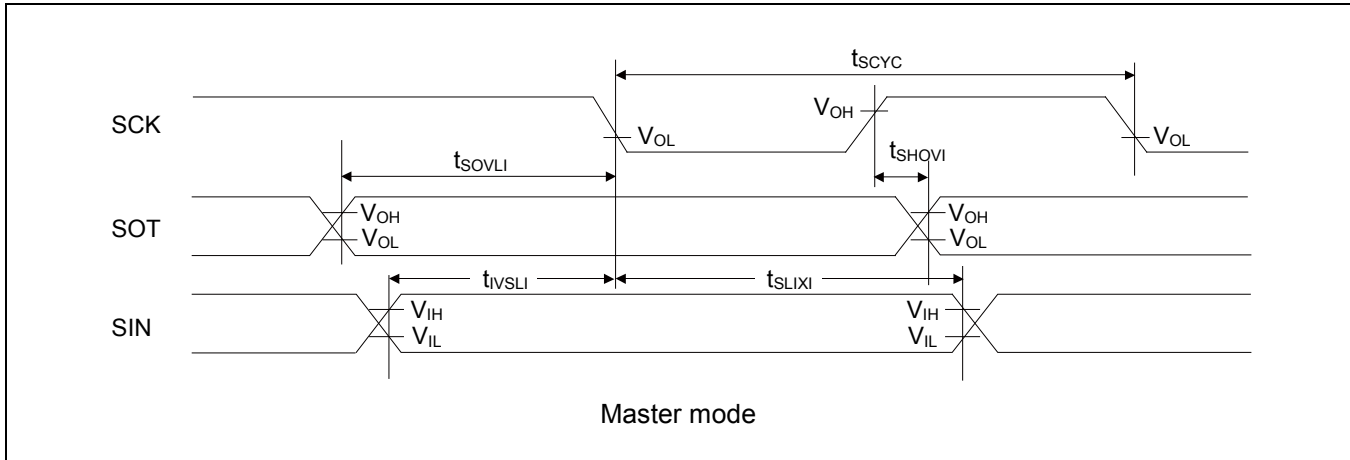 tSCYC
SCK
VOH
VOL
VOL
tSHOVI
tSOVLI
SOT
VOH
VOL
VOH
VOL
tIVSLI
tSLIXI
SIN
VIH
VIL
VIH
VIL
Master mode